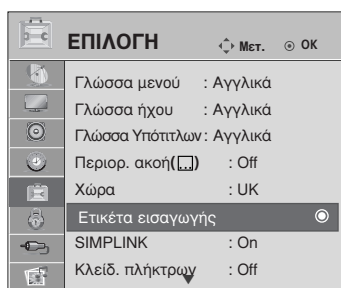 ΕΠΙΛΟΓΗ Μετ. OK
Γλώσσα μενού : Αγγλικά
Γλώσσα ήχου : Αγγλικά
Γλώσσα Υπότιτλων : Αγγλικά
Περιορ. ακοή(...) : Off
Χώρα : UK
Ετικέτα εισαγωγής
SIMPLINK : On
Κλείδ. πλήκτρων : Off